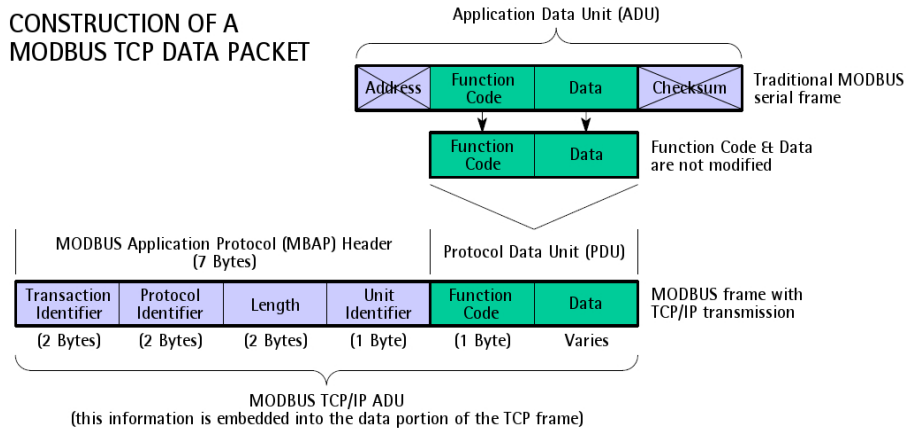 CONSTRUCTION OF A
MODBUS TCP DATA PACKET
Application Data Unit (ADU)
Address
Function
Code
Data
Checksum
Traditional MODBUS
serial frame
Function
Code
Data
Function Code & Data
are not modified
MODBUS Application Protocol (MBAP) Header
(7 Bytes)
Protocol Data Unit (PDU)
Transaction
Identifier
Protocol
Identifier
Length
Unit
Identifier
Function
Code
Data
MODBUS frame with
TCP/IP transmission
(2 Bytes)
(2 Bytes)
(2 Bytes)
(1 Byte)
(1 Byte)
Varies
MODBUS TCP/IP ADU
(this information is embedded into the data portion of the TCP frame)